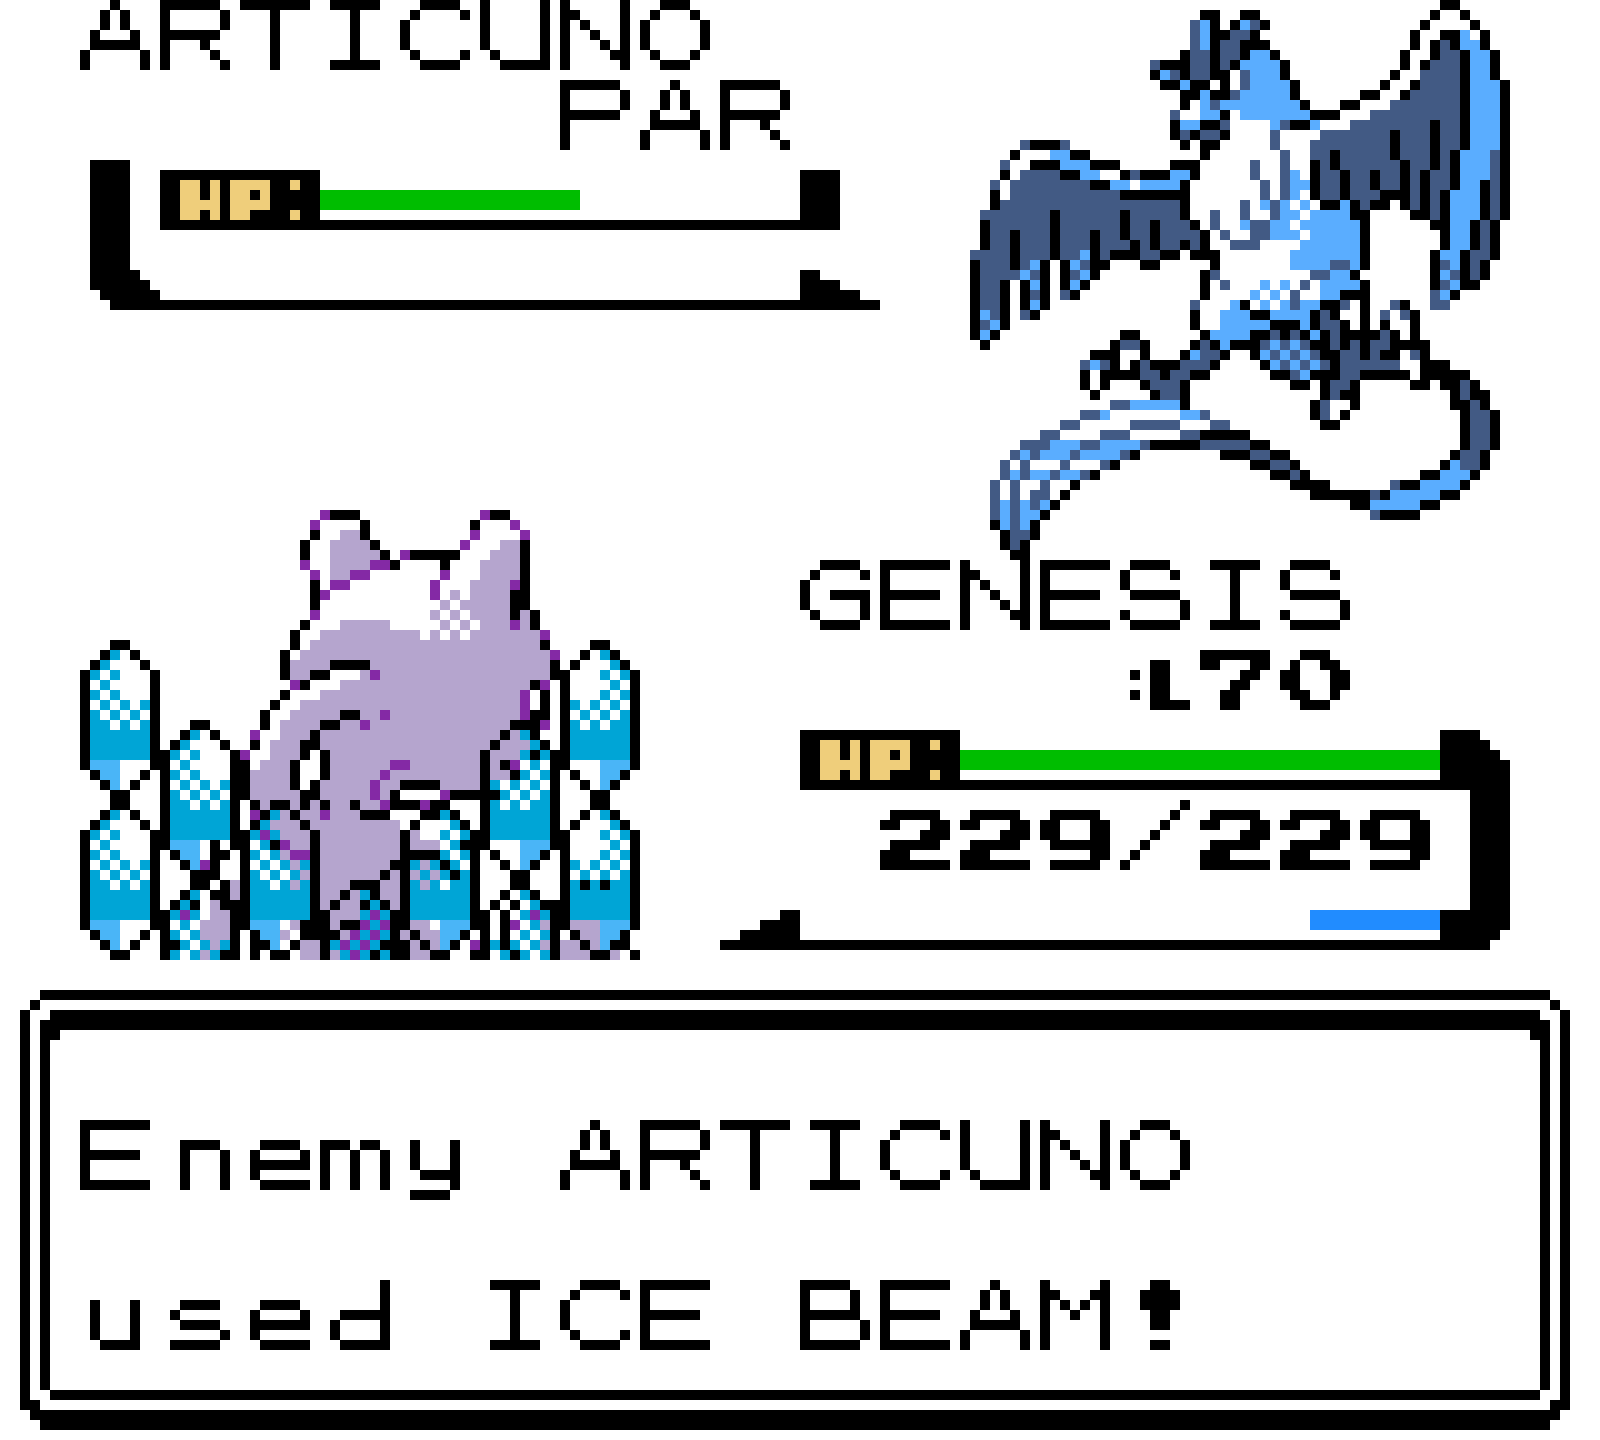 ARTICUNO
PAR
HP:
GENESIS
:L70
HP:
229/229
Enemy ARTICUNO
used ICE BEAM!